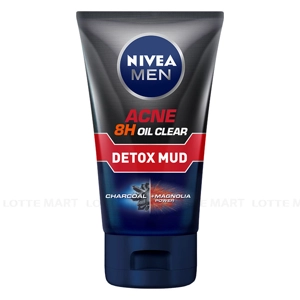 NIVEA
MEN
ACNE
8H OIL CLEAR
DETOX MUD
CHARCOAL +MAGNOLIA
POWER
LOTTE MART